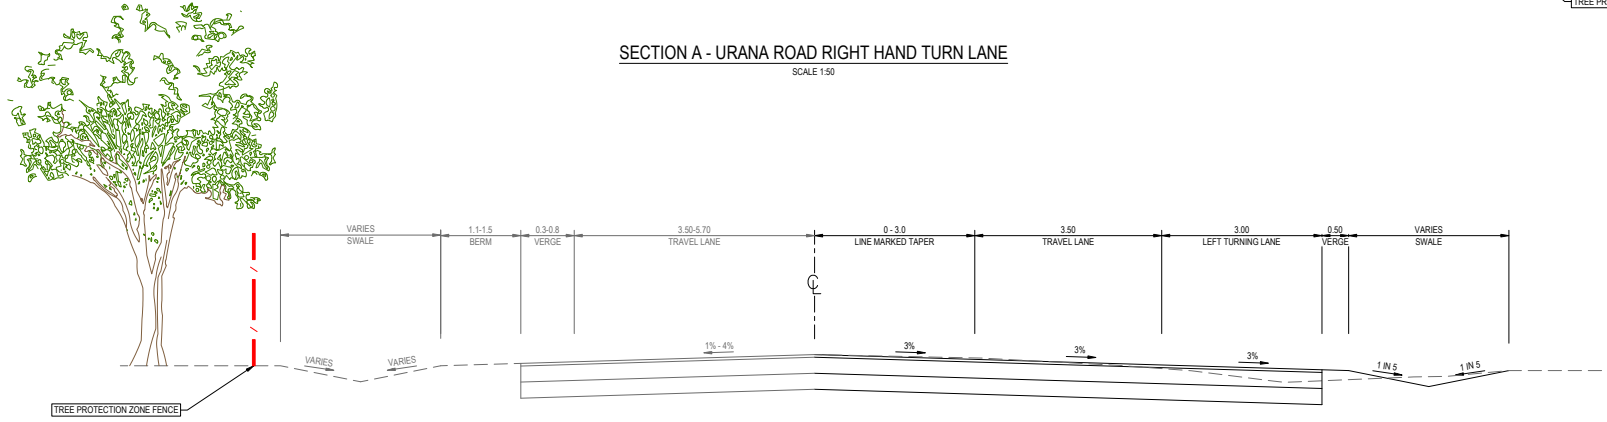 TREE PR
SECTION A - URANA ROAD RIGHT HAND TURN LANE
SCALE 1:50
VARIES
SWALE
1.1-1.5
BERM
0.3-0.8
VERGE
3.50-5.70
TRAVEL LANE
0 - 3.0
LINE MARKED TAPER
3.50
TRAVEL LANE
3.00
LEFT TURNING LANE
0.50
VERGE
VARIES
SWALE
CL
VARIES
VARIES
1% - 4%
3%
3%
3%
1 IN 5
1 IN 5
TREE PROTECTION ZONE FENCE